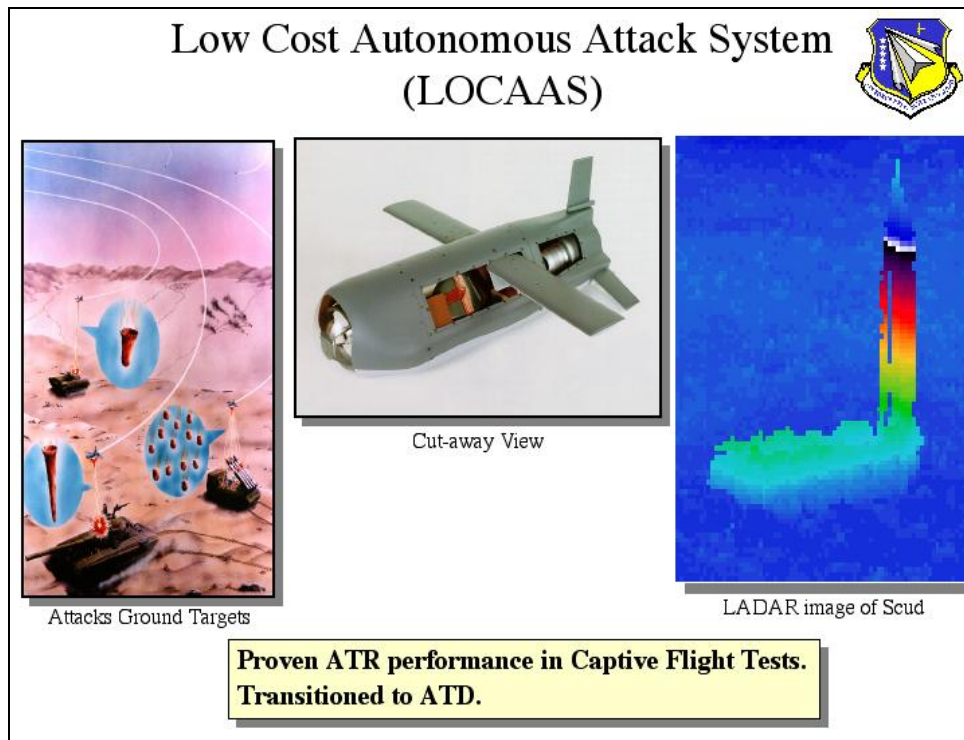 Low Cost Autonomous Attack System
(LOCAAS)
Cut-away View
Attacks Ground Targets
LADAR image of Scud
Proven ATR performance in Captive Flight Tests.
Transitioned to ATD.